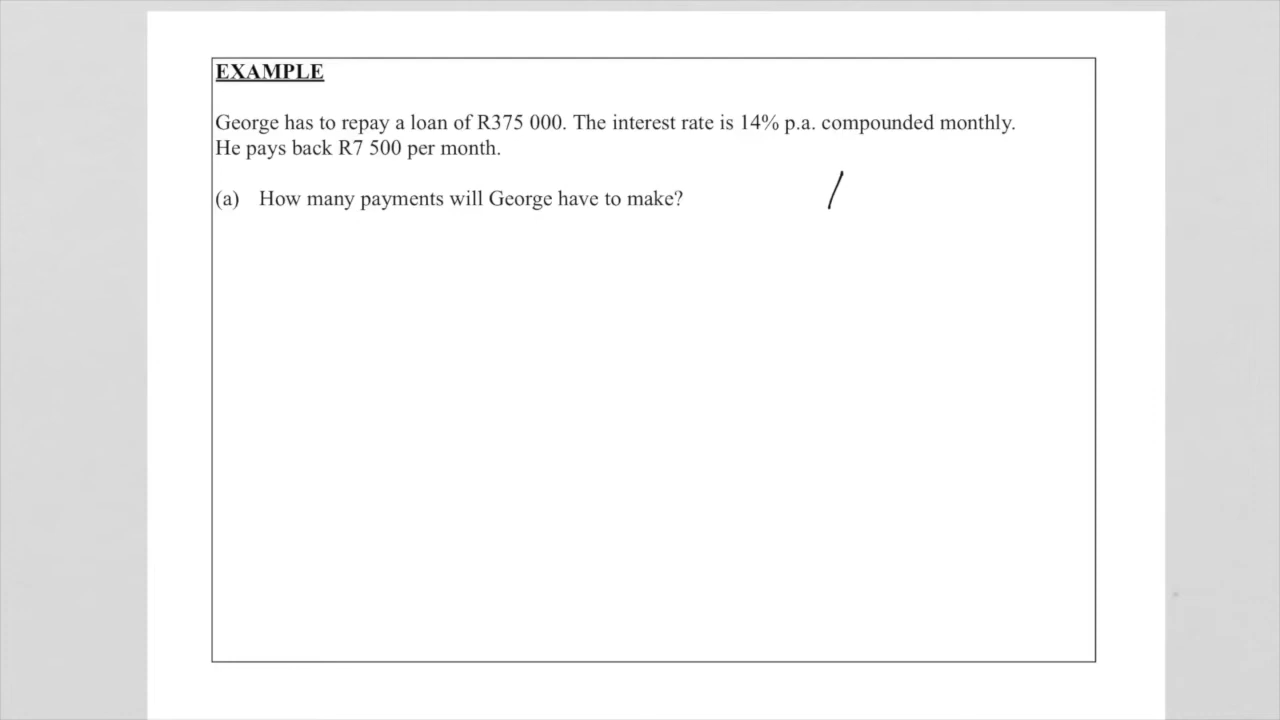 EXAMPLE
George has to repay a loan of R375 000. The interest rate is 14% p.a. compounded monthly.
He pays back R7 500 per month.
(a) How many payments will George have to make?